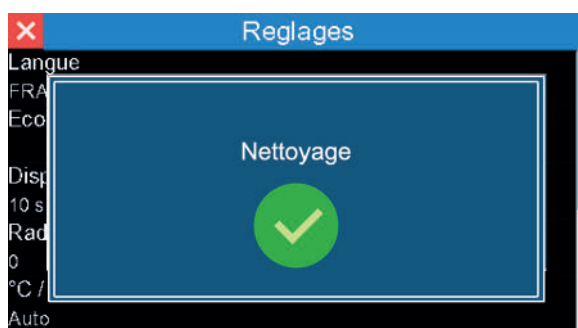 Reglages
Langue
FRA
Eco
Nettoyage
Disp
10 s
Rad
0
°C /
Auto